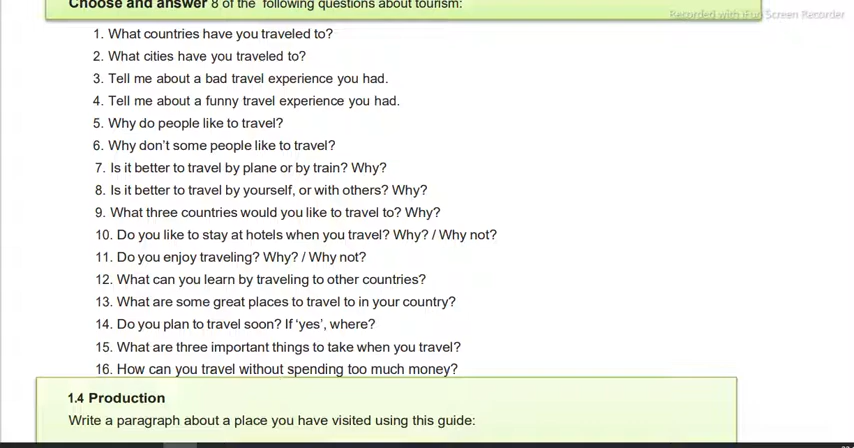 Choose and answer 8 of the following questions about tourism:
Recorded with iFun Screen Recorder
1. What countries have you traveled to?
2. What cities have you traveled to?
3. Tell me about a bad travel experience you had.
4. Tell me about a funny travel experience you had.
5. Why do people like to travel?
6. Why don't some people like to travel?
7. Is it better to travel by plane or by train? Why?
8. Is it better to travel by yourself, or with others? Why?
9. What three countries would you like to travel to? Why?
10. Do you like to stay at hotels when you travel? Why? / Why not?
11. Do you enjoy traveling? Why? / Why not?
12. What can you learn by traveling to other countries?
13. What are some great places to travel to in your country?
14. Do you plan to travel soon? If ‘yes’, where?
15. What are three important things to take when you travel?
16. How can you travel without spending too much money?
1.4 Production
Write a paragraph about a place you have visited using this guide: